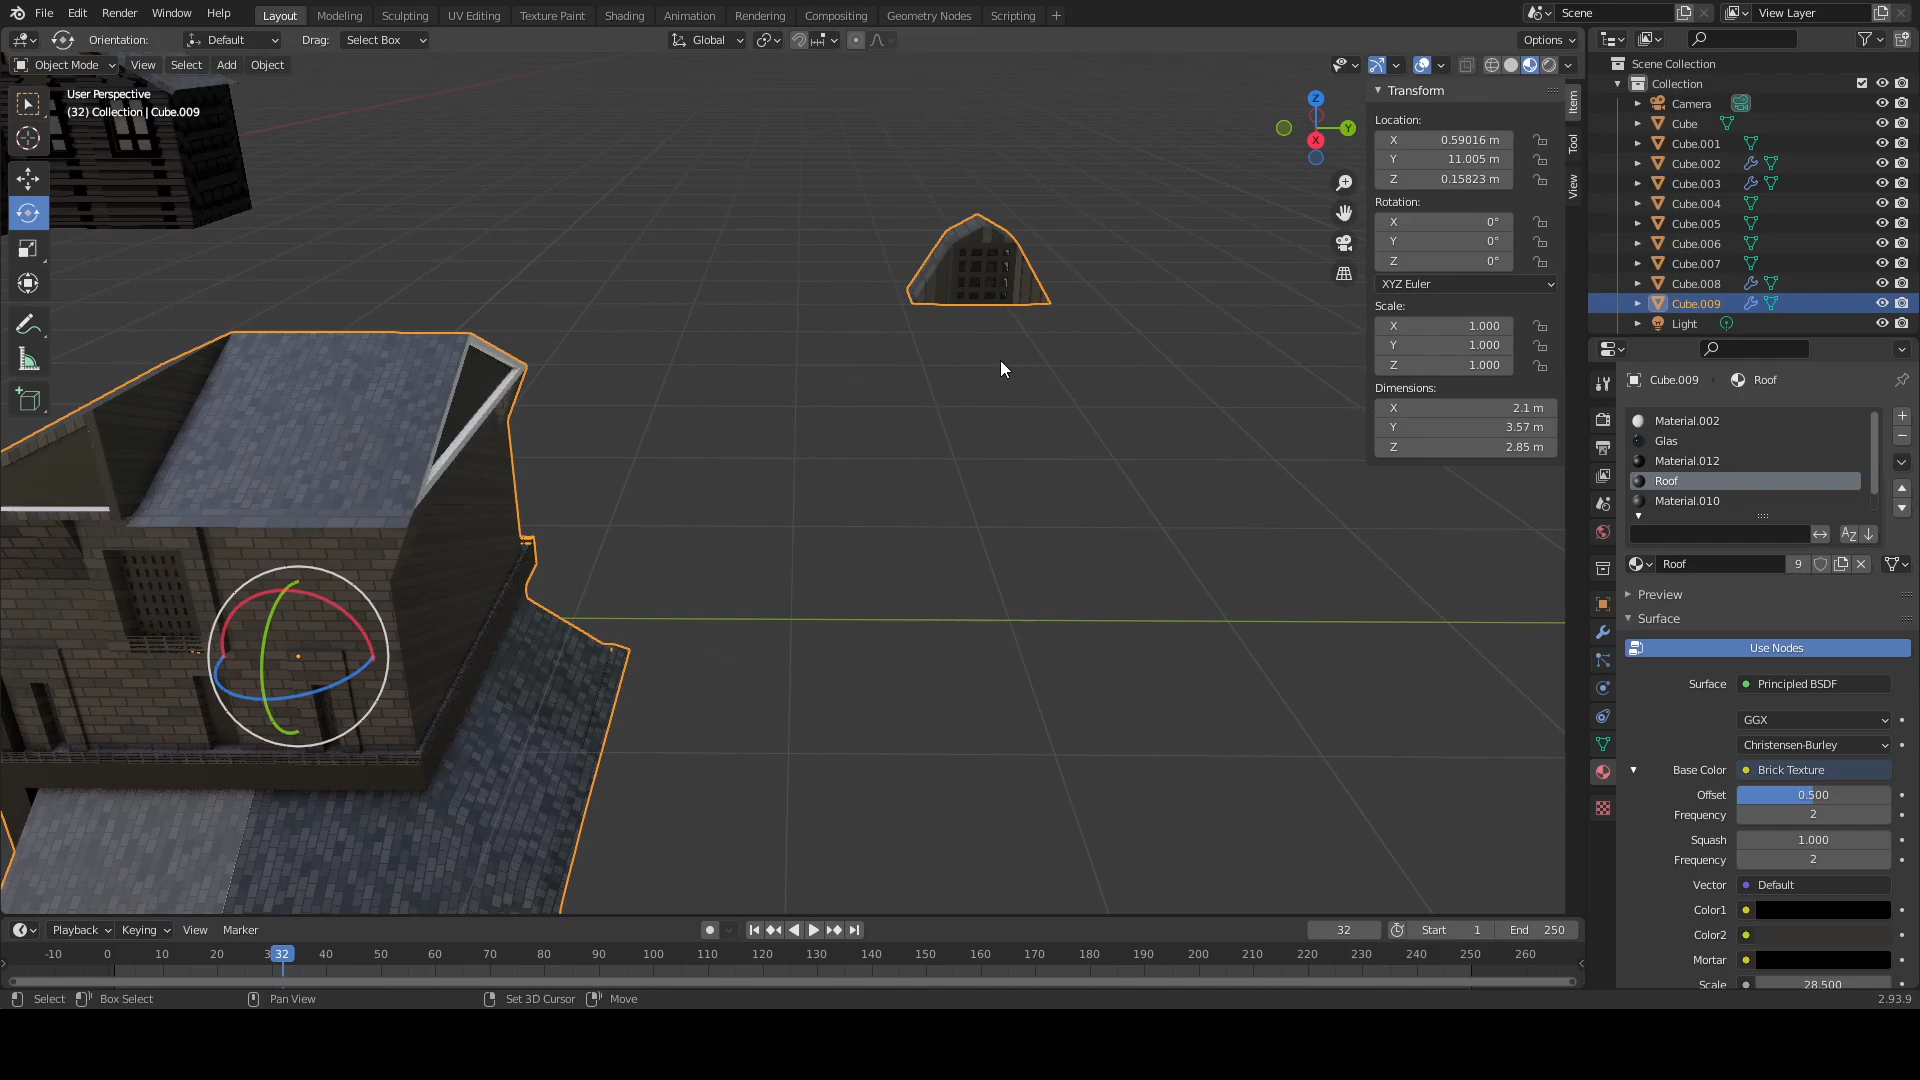 File Edit Render Window Help Layout Modeling Sculpting UV Editing Texture Paint Shading Animation Rendering Compositing Geometry Nodes Scripting + Scene View Layer
Orientation: Default Drag: Select Box Global Options
Object Mode View Select Add Object
User Perspective
(32) Collection | Cube.009
Z
Y
X
Transform
Location:
X 0.59016 m
Y 11.005 m
Z 0.15823 m
Rotation:
X 0°
Y 0°
Z 0°
XYZ Euler
Scale:
X 1.000
Y 1.000
Z 1.000
Dimensions:
X 2.1 m
Y 3.57 m
Z 2.85 m
Item
Tool
View
Scene Collection
Collection
Camera
Cube
Cube.001
Cube.002
Cube.003
Cube.004
Cube.005
Cube.006
Cube.007
Cube.008
Cube.009
Light
Cube.009 Roof
Material.002
Glas
Material.012
Roof
Material.010
Roof 9
Preview
Surface
Use Nodes
Surface Principled BSDF
GGX
Christensen-Burley
Base Color Brick Texture
Offset 0.500
Frequency 2
Squash 1.000
Frequency 2
Vector Default
Color1
Color2
Mortar
Scale 28.500
Playback Keying View Marker 32 Start 1 End 250
-10 0 10 20 3 32 40 50 60 70 80 90 100 110 120 130 140 150 160 170 180 190 200 210 220 230 240 250 260
Select Box Select Pan View Set 3D Cursor Move 2.93.9